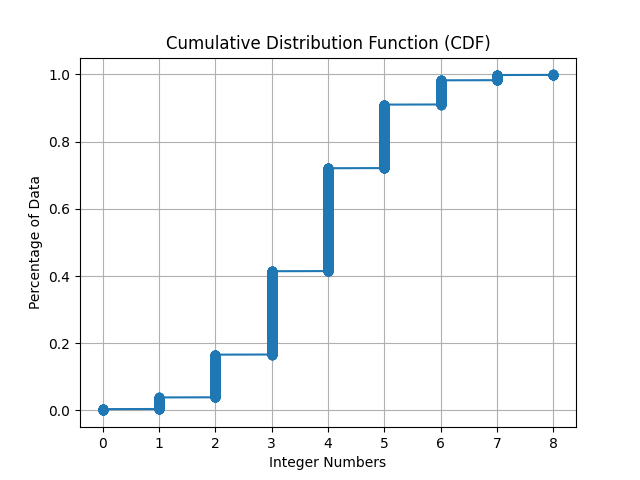 Cumulative Distribution Function (CDF)
1.0
0.8
0.6
0.4
0.2
0.0
Percentage of Data
0 1 2 3 4 5 6 7 8
Integer Numbers